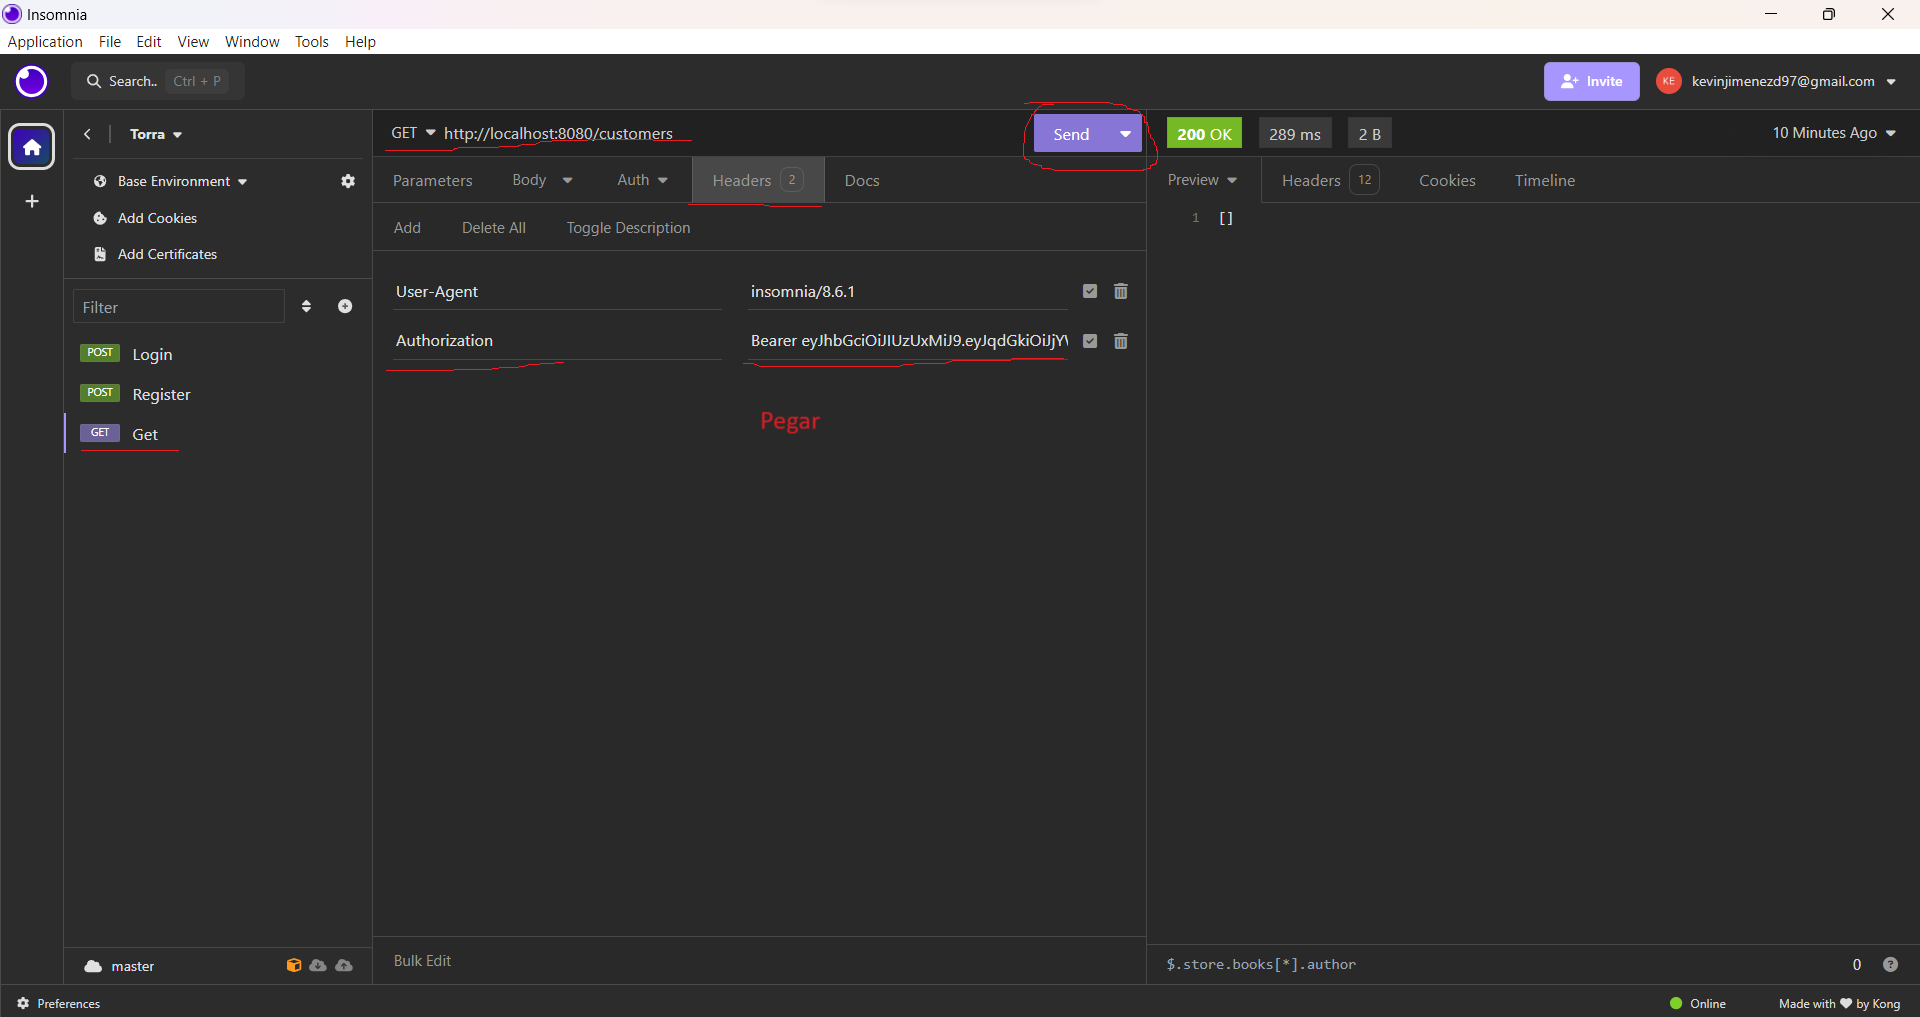 Insomnia
Application File Edit View Window Tools Help
Search.. Ctrl + P
Invite
KE kevinjimenezd97@gmail.com
Torra
GET http://localhost:8080/customers
Send
200 OK 289 ms 2 B
10 Minutes Ago
Base Environment
Add Cookies
Add Certificates
Filter
POST Login
POST Register
GET Get
Parameters Body Auth Headers 2 Docs
Add Delete All Toggle Description
User-Agent insomnia/8.6.1
Authorization Bearer eyJhbGciOiJIUzUxMiJ9.eyJqdGkiOiJjY
Pegar
Bulk Edit
Preview Headers 12 Cookies Timeline
1 []
$.store.books[*].author 0 ?
master
Preferences
Online
Made with ❤ by Kong